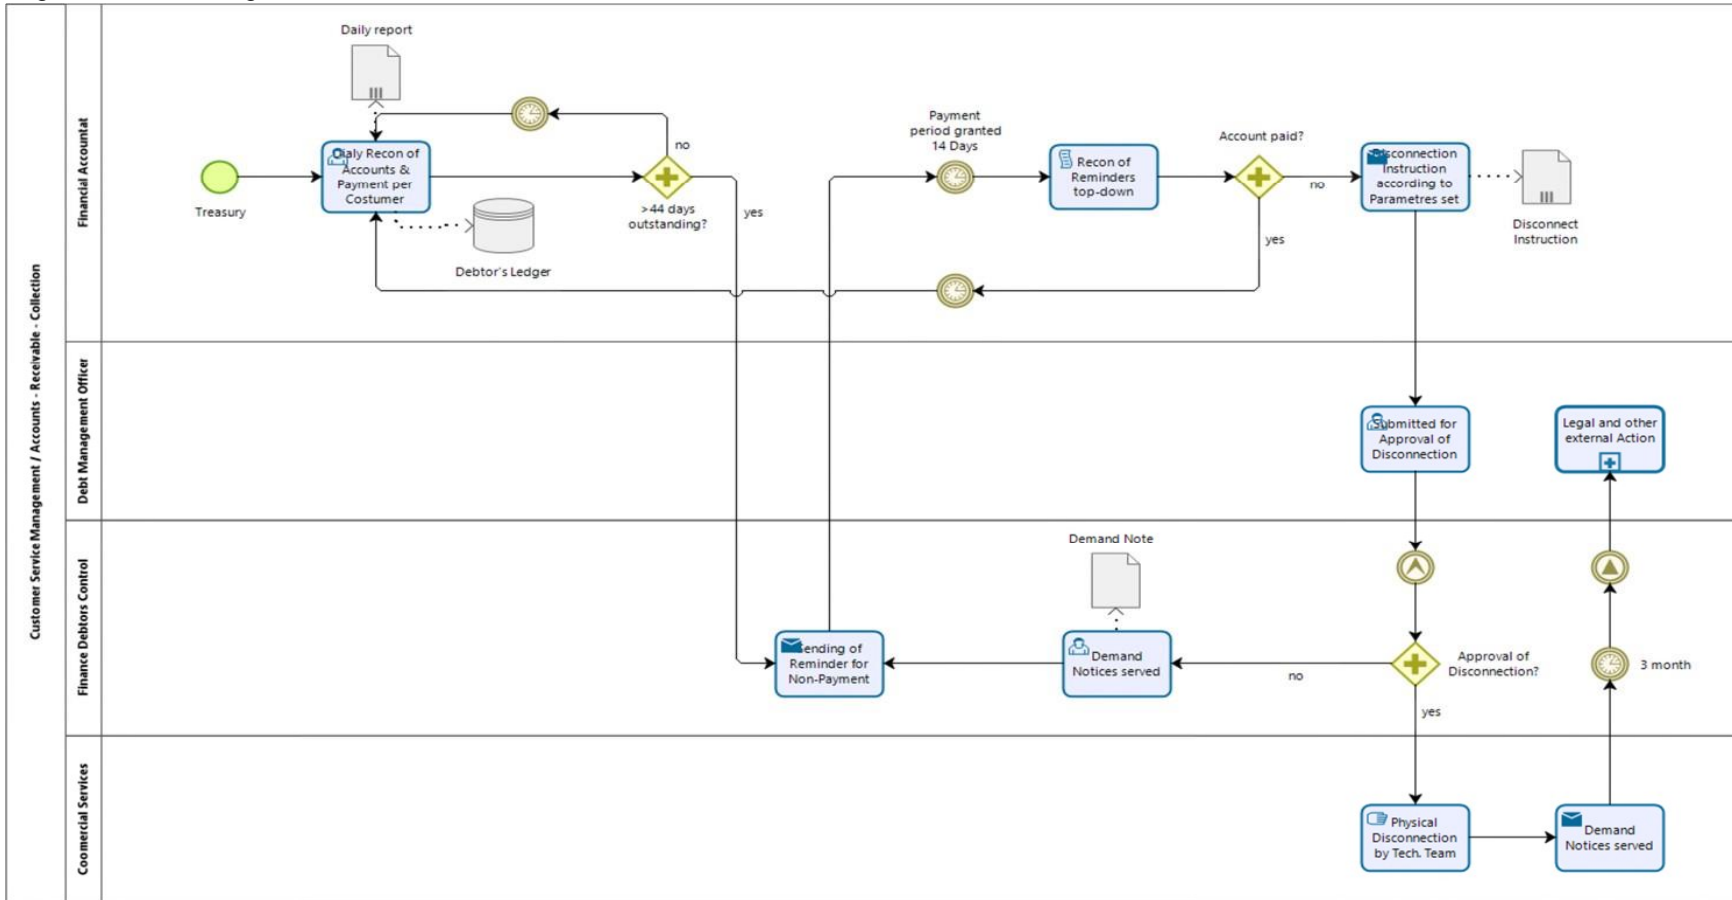 Customer Service Management / Accounts - Receivable - Collection
Financial Accountat
Daily report
Treasury
Dialy Recon of
Accounts &
Payment per
Costumer
Debtor's Ledger
no
>44 days
outstanding?
yes
Payment
period granted
14 Days
Recon of
Reminders
top-down
Account paid?
no
yes
Disconnection
Instruction
according to
Parametres set
Disconnect
Instruction
Debt Management Officer
Submitted for
Approval of
Disconnection
Legal and other
external Action
Finance Debtors Control
Sending of
Reminder for
Non-Payment
Demand Note
Demand
Notices served
no
Approval of
Disconnection?
yes
3 month
Coomercial Services
Physical
Disconnection
by Tech. Team
Demand
Notices served